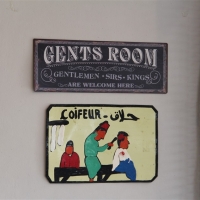 GENTS ROOM
GENTLEMEN • SIRS • KINGS
ARE WELCOME HERE
COIFEUR - حلاق